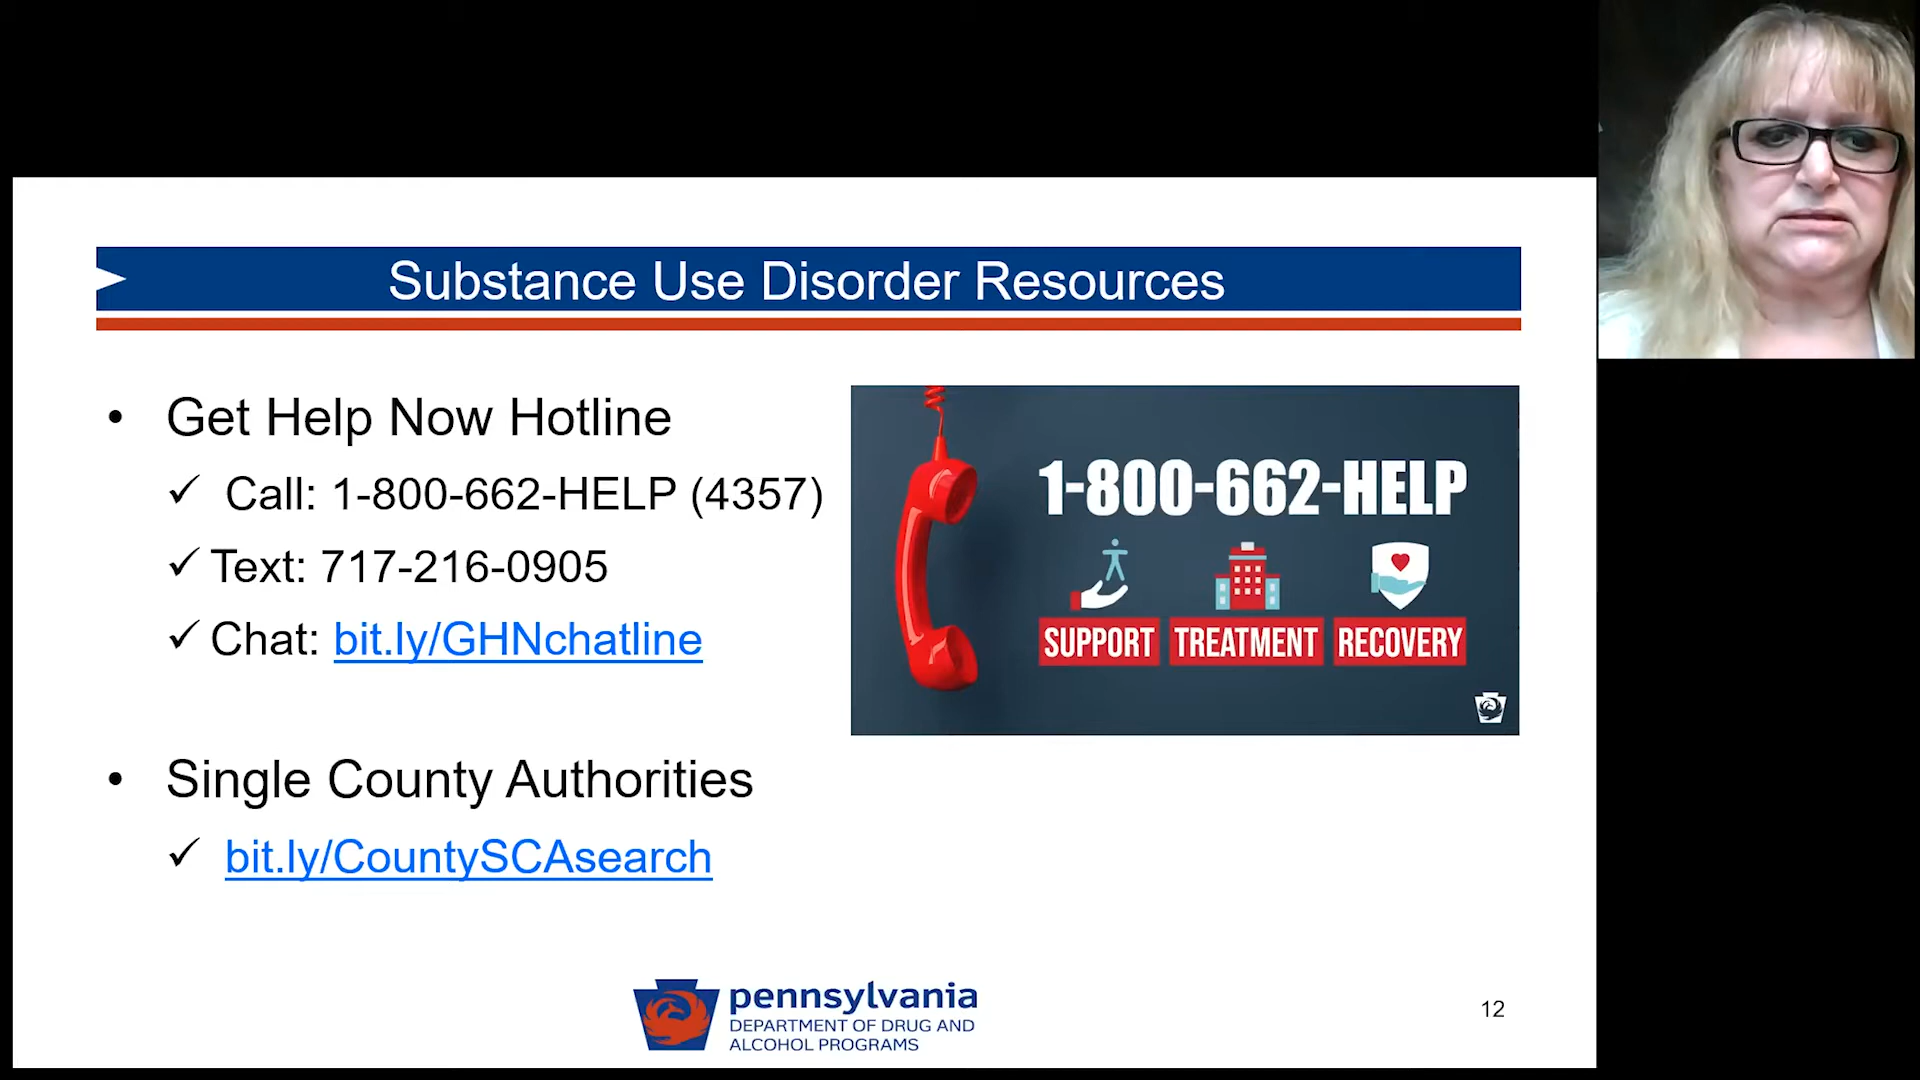 Substance Use Disorder Resources
• Get Help Now Hotline
✓ Call: 1-800-662-HELP (4357)
✓ Text: 717-216-0905
✓ Chat: bit.ly/GHNchatline
• Single County Authorities
✓ bit.ly/CountySCAsearch
1-800-662-HELP
SUPPORT TREATMENT RECOVERY
pennsylvania
DEPARTMENT OF DRUG AND
ALCOHOL PROGRAMS
12